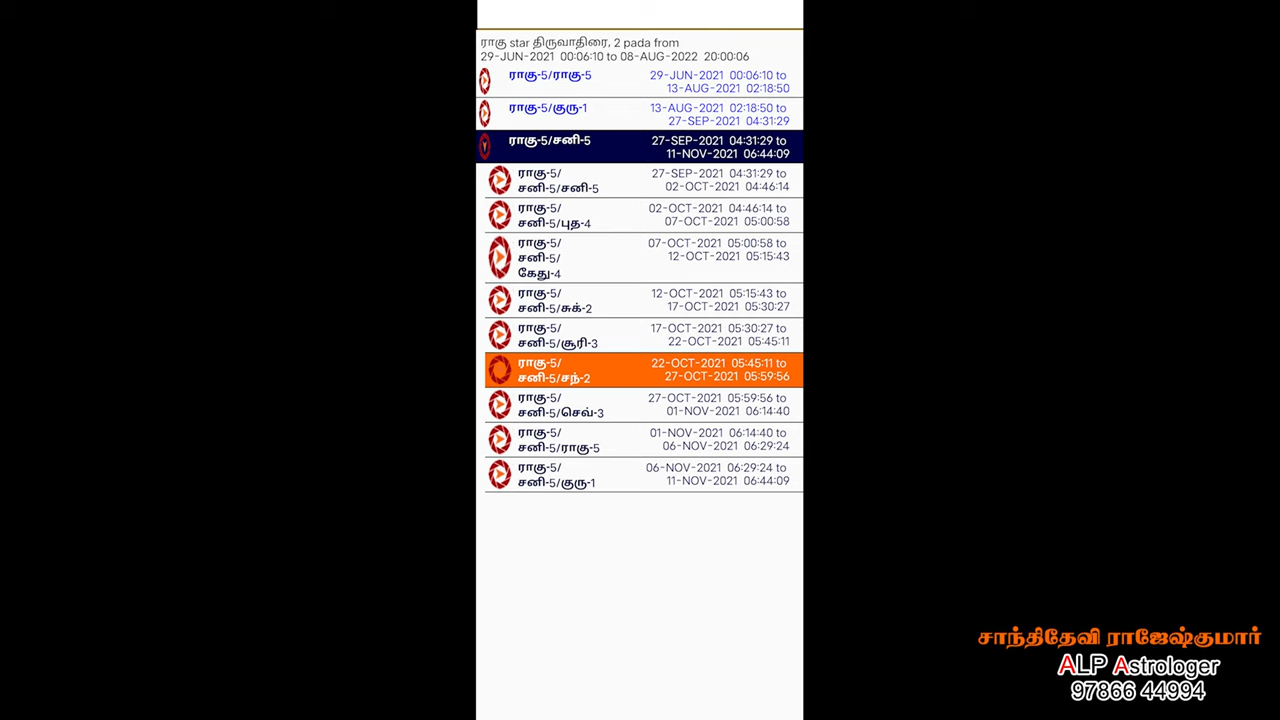 ராகு star திருவாதிரை, 2 pada from
29-JUN-2021 00:06:10 to 08-AUG-2022 20:00:06
ராகு-5/ராகு-5 29-JUN-2021 00:06:10 to
13-AUG-2021 02:18:50
ராகு-5/குரு-1 13-AUG-2021 02:18:50 to
27-SEP-2021 04:31:29
ராகு-5/சனி-5 27-SEP-2021 04:31:29 to
11-NOV-2021 06:44:09
ராகு-5/ 27-SEP-2021 04:31:29 to
சனி-5/சனி-5 02-OCT-2021 04:46:14
ராகு-5/ 02-OCT-2021 04:46:14 to
சனி-5/புத-4 07-OCT-2021 05:00:58
ராகு-5/ 07-OCT-2021 05:00:58 to
சனி-5/ 12-OCT-2021 05:15:43
கேது-4
ராகு-5/ 12-OCT-2021 05:15:43 to
சனி-5/சுக்-2 17-OCT-2021 05:30:27
ராகு-5/ 17-OCT-2021 05:30:27 to
சனி-5/சூரி-3 22-OCT-2021 05:45:11
ராகு-5/ 22-OCT-2021 05:45:11 to
சனி-5/சந்-2 27-OCT-2021 05:59:56
ராகு-5/ 27-OCT-2021 05:59:56 to
சனி-5/செவ்-3 01-NOV-2021 06:14:40
ராகு-5/ 01-NOV-2021 06:14:40 to
சனி-5/ராகு-5 06-NOV-2021 06:29:24
ராகு-5/ 06-NOV-2021 06:29:24 to
சனி-5/குரு-1 11-NOV-2021 06:44:09
சாந்திதேவி ராஜேஷ்குமார்
ALP Astrologer
97866 44994